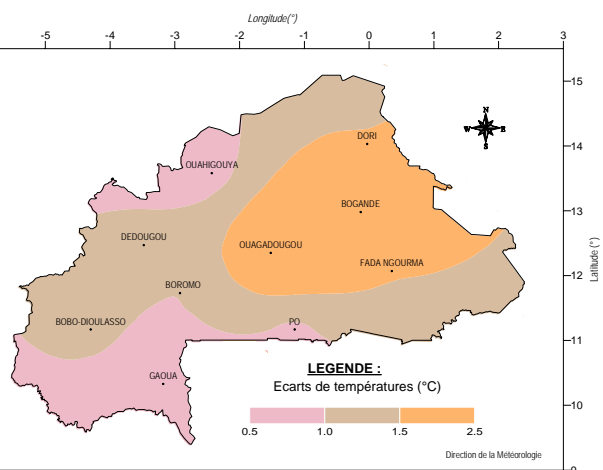 Longitude(°)
-5 -4 -3 -2 -1 0 1 2 3
15
N
W E
S
DORI
14
OUAHIGOUYA
BOGANDE
13
DEDOUGOU
OUAGADOUGOU
FADA NGOURMA
Latitude (°)
12
BOROMO
BOBO-DIOULASSO
PO
11
LEGENDE :
GAOUA
Ecarts de températures (°C)
10
0.5 1.0 1.5 2.5
Direction de la Météorologie